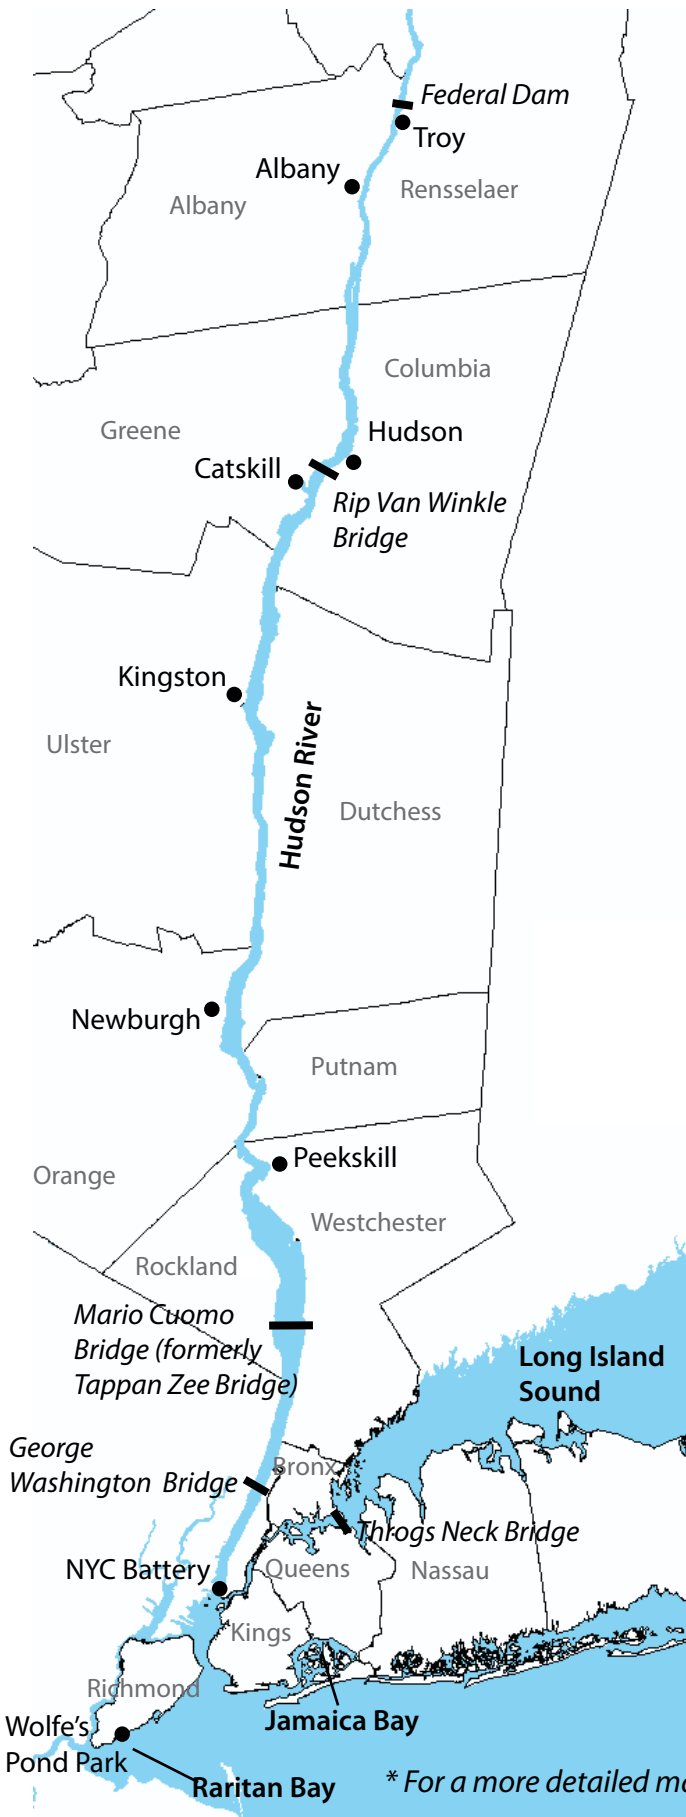 Federal Dam
Troy
Albany
Albany
Rensselaer
Columbia
Greene
Hudson
Catskill
Rip Van Winkle
Bridge
Kingston
Ulster
Hudson River
Dutchess
Newburgh
Putnam
Peekskill
Orange
Westchester
Rockland
Mario Cuomo
Bridge (formerly
Tappan Zee Bridge)
Long Island
Sound
George
Washington Bridge
Bronx
Throgs Neck Bridge
NYC Battery
Queens
Nassau
Kings
Richmond
Jamaica Bay
Wolfe's
Pond Park
Raritan Bay
* For a more detailed